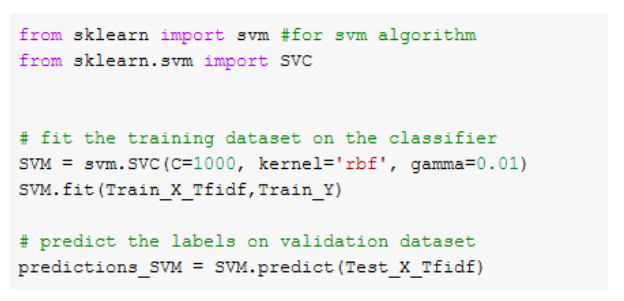 from sklearn import svm #for svm algorithm
from sklearn.svm import SVC
# fit the training dataset on the classifier
SVM = svm.SVC(C=1000, kernel='rbf', gamma=0.01)
SVM.fit(Train_X_Tfidf,Train_Y)
# predict the labels on validation dataset
predictions_SVM = SVM.predict(Test_X_Tfidf)